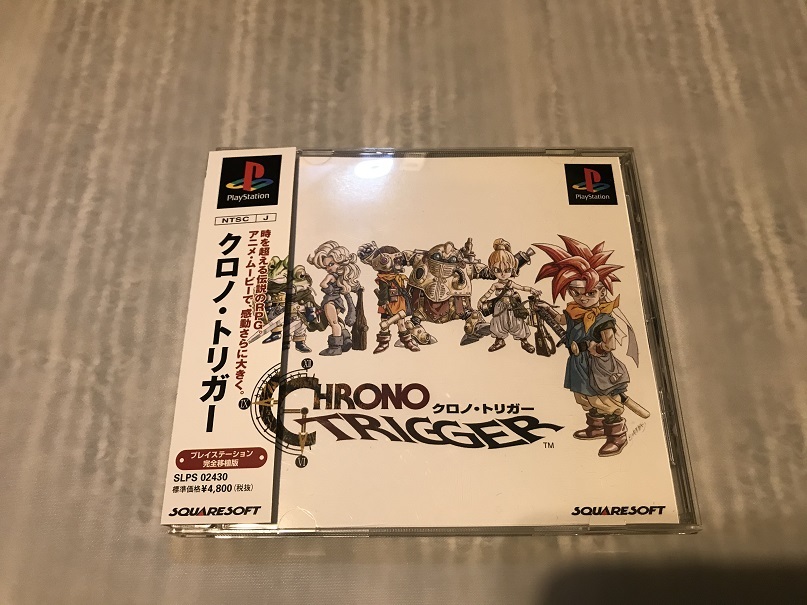 PlayStation
NTSC J
時を超える伝説のRPG。
アニメ・ムービーで、感動さらに大きく。
クロノ・トリガー
プレイステーション
完全移植版
SLPS 02430
標準価格¥4,800(税抜)
SQUARESOFT
PlayStation
XII
IX
VI
CHRONO
クロノ・トリガー
TRIGGER
TM
SQUARESOFT